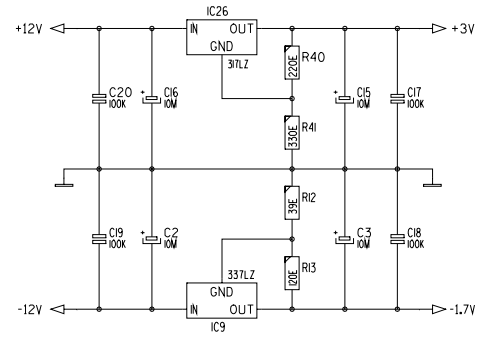 IC26
+12V
IN
OUT
+3V
GND
317LZ
R40
220E
C20
100K
+
C16
10M
+
C15
10M
C17
100K
R41
330E
R12
39E
C19
100K
+
C2
10M
+
C3
10M
C18
100K
337LZ
R13
120E
GND
-12V
IN
OUT
-1.7V
IC9